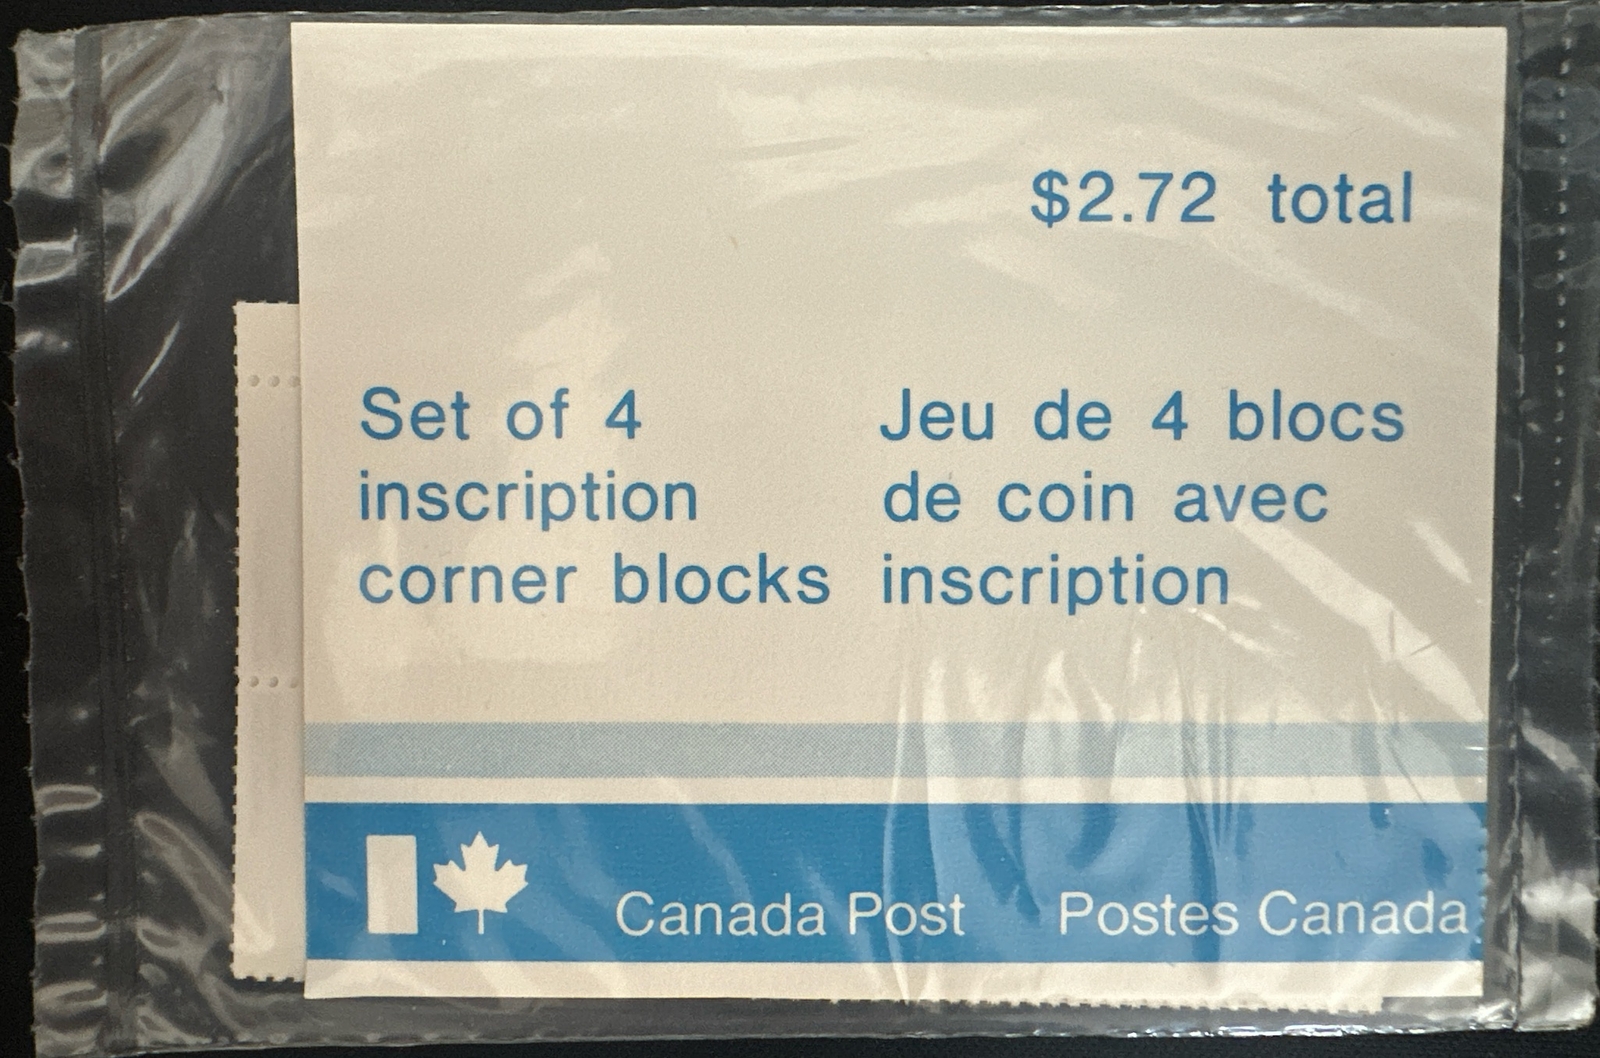 $2.72 total
Set of 4
inscription
corner blocks
Jeu de 4 blocs
de coin avec
inscription
Canada Post
Postes Canada